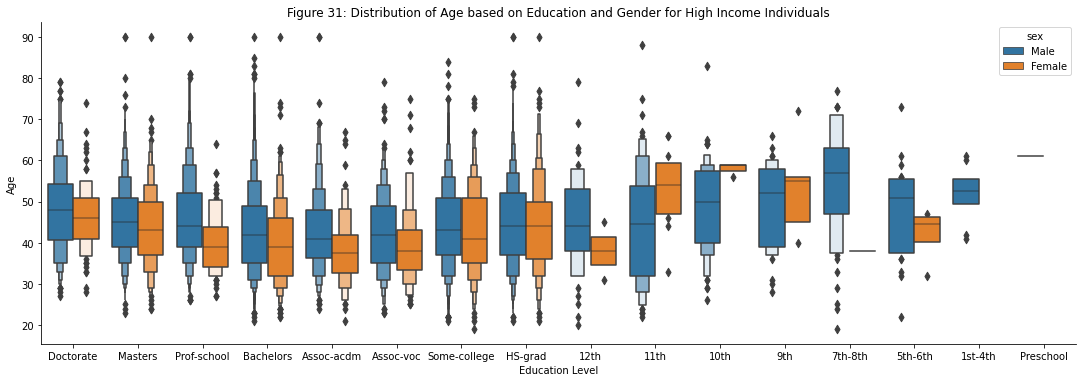 Figure 31: Distribution of Age based on Education and Gender for High Income Individuals
sex
Male
Female
Age
90
80
70
60
50
40
30
20
Doctorate Masters Prof-school Bachelors Assoc-acdm Assoc-voc Some-college HS-grad 12th 11th 10th 9th 7th-8th 5th-6th 1st-4th Preschool
Education Level